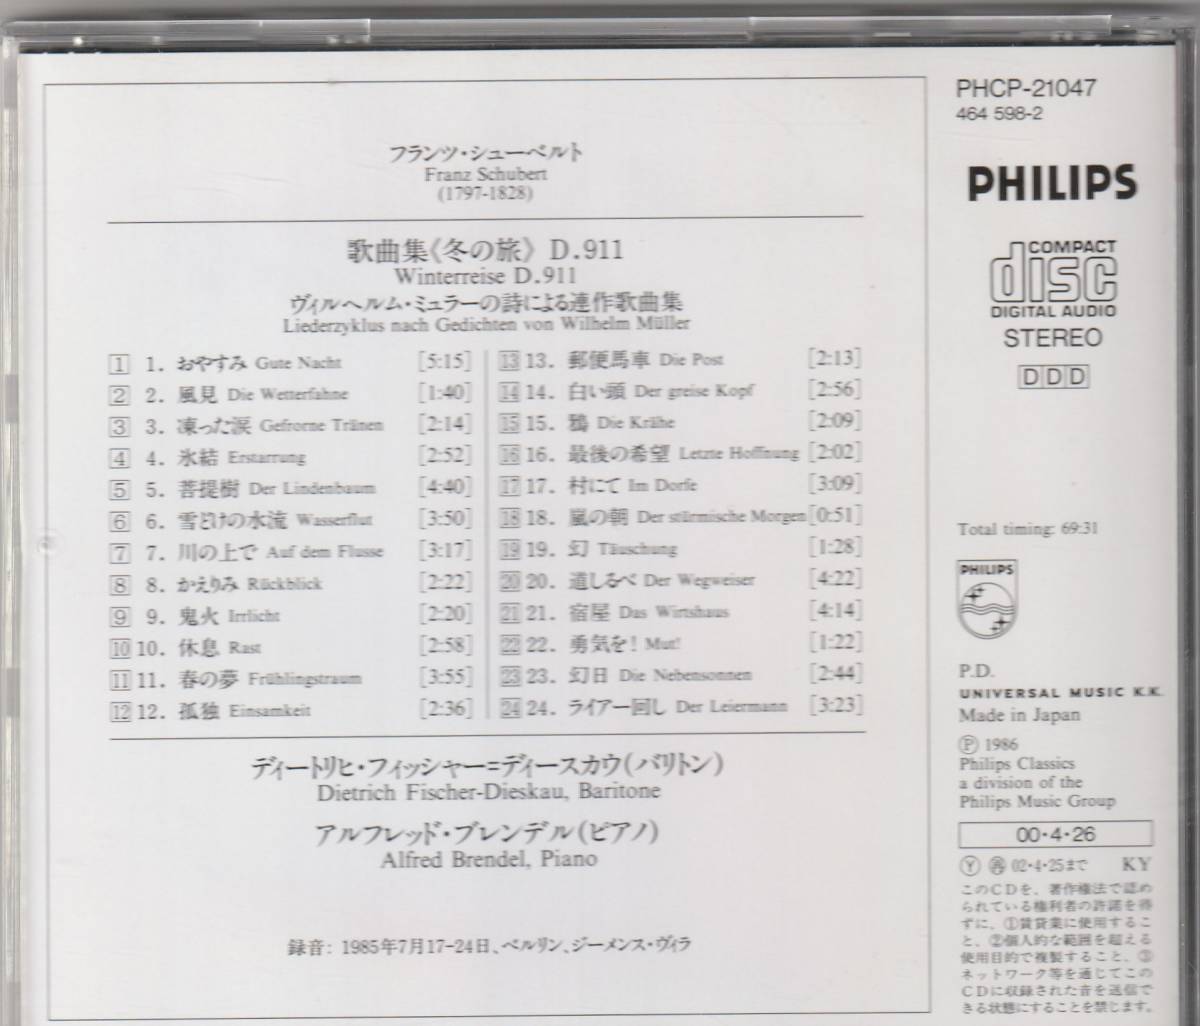 フランツ・シューベルト
Franz Schubert
(1797-1828)
歌曲集《冬の旅》 D.911
Winterreise D.911
ヴィルヘルム・ミュラーの詩による連作歌曲集
Liederzyklus nach Gedichten von Wilhelm Müller
1 1. おやすみ Gute Nacht [5:15]
2 2. 風見 Die Wetterfahne [1:40]
3 3. 凍った涙 Gefrorne Tränen [2:14]
4 4. 氷結 Erstarrung [2:52]
5 5. 菩提樹 Der Lindenbaum [4:40]
6 6. 雪どけの水流 Wasserflut [3:50]
7 7. 川の上で Auf dem Flusse [3:17]
8 8. かえりみ Rückblick [2:22]
9 9. 鬼火 Irrlicht [2:20]
10 10. 休息 Rast [2:58]
11 11. 春の夢 Frühlingstraum [3:55]
12 12. 孤独 Einsamkeit [2:36]
13 13. 郵便馬車 Die Post [2:13]
14 14. 白い頭 Der greise Kopf [2:56]
15 15. 鴉 Die Krähe [2:09]
16 16. 最後の希望 Letzte Hoffnung [2:02]
17 17. 村にて Im Dorfe [3:09]
18 18. 嵐の朝 Der stürmische Morgen [0:51]
19 19. 幻 Täuschung [1:28]
20 20. 道しるべ Der Wegweiser [4:22]
21 21. 宿屋 Das Wirtshaus [4:14]
22 22. 勇気を! Mut! [1:22]
23 23. 幻日 Die Nebensonnen [2:44]
24 24. ライアー回し Der Leiermann [3:23]
ディートリヒ・フィッシャー=ディースカウ(バリトン)
Dietrich Fischer-Dieskau, Baritone
アルフレッド・ブレンデル(ピアノ)
Alfred Brendel, Piano
録音: 1985年7月17-24日、ベルリン、ジーメンス・ヴィラ
PHCP-21047
464 598-2
PHILIPS
COMPACT
disc
DIGITAL AUDIO
STEREO
DDD
Total timing: 69:31
PHILIPS
P.D.
UNIVERSAL MUSIC K.K.
Made in Japan
Ⓟ 1986
Philips Classics
a division of the
Philips Music Group
00・4・26
Ⓨ 02・4・25まで KY
このCDを、著作権法で認め
られている権利者の許諾を得
ずに、①賃貸業に使用するこ
と、②個人的な範囲を超える
使用目的で複製すること、③
ネットワーク等を通じてこの
CDに収録された音を送信で
きる状態にすることを禁じます。